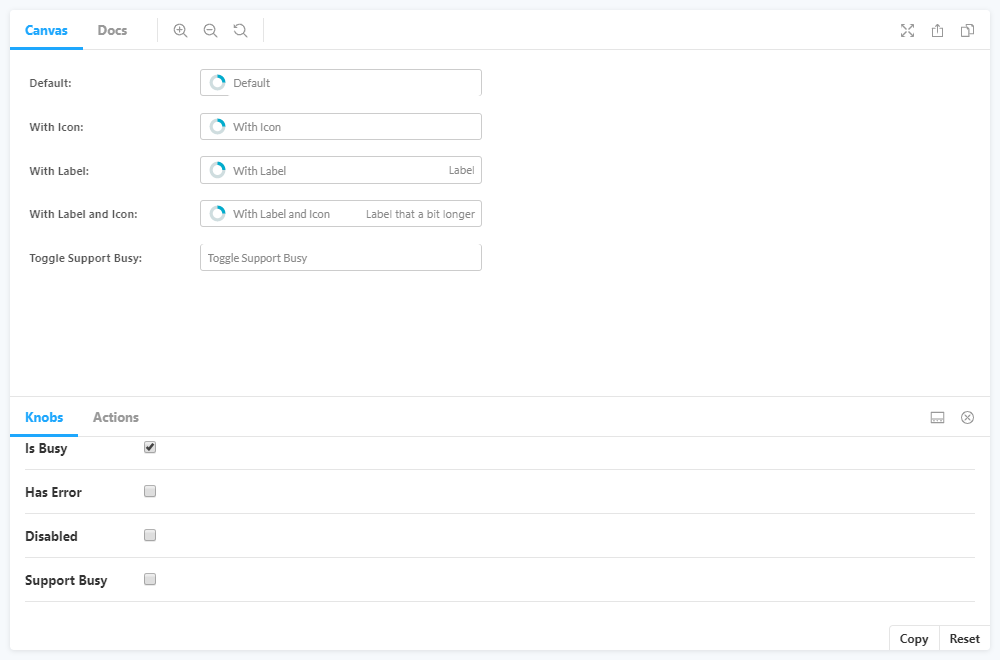 Canvas Docs
Default: Default
With Icon: With Icon
With Label: With Label Label
With Label and Icon: With Label and Icon Label that a bit longer
Toggle Support Busy: Toggle Support Busy
Knobs Actions
Is Busy
Has Error
Disabled
Support Busy
Copy Reset